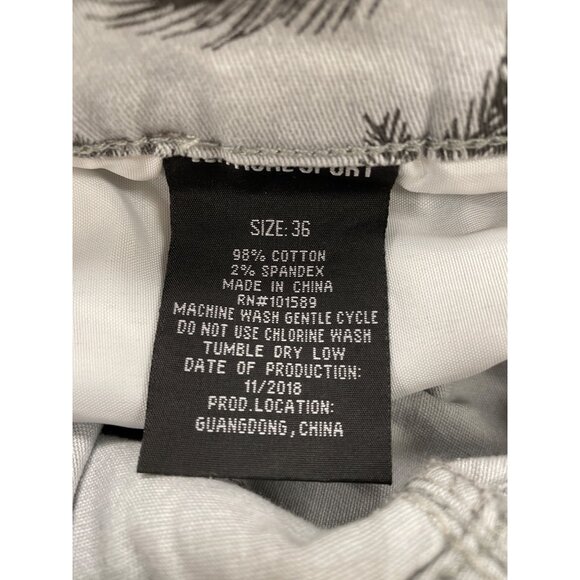 SPORT
SIZE: 36
98% COTTON
2% SPANDEX
MADE IN CHINA
RN#101589
MACHINE WASH GENTLE CYCLE
DO NOT USE CHLORINE WASH
TUMBLE DRY LOW
DATE OF PRODUCTION:
11/2018
PROD.LOCATION:
GUANGDONG, CHINA